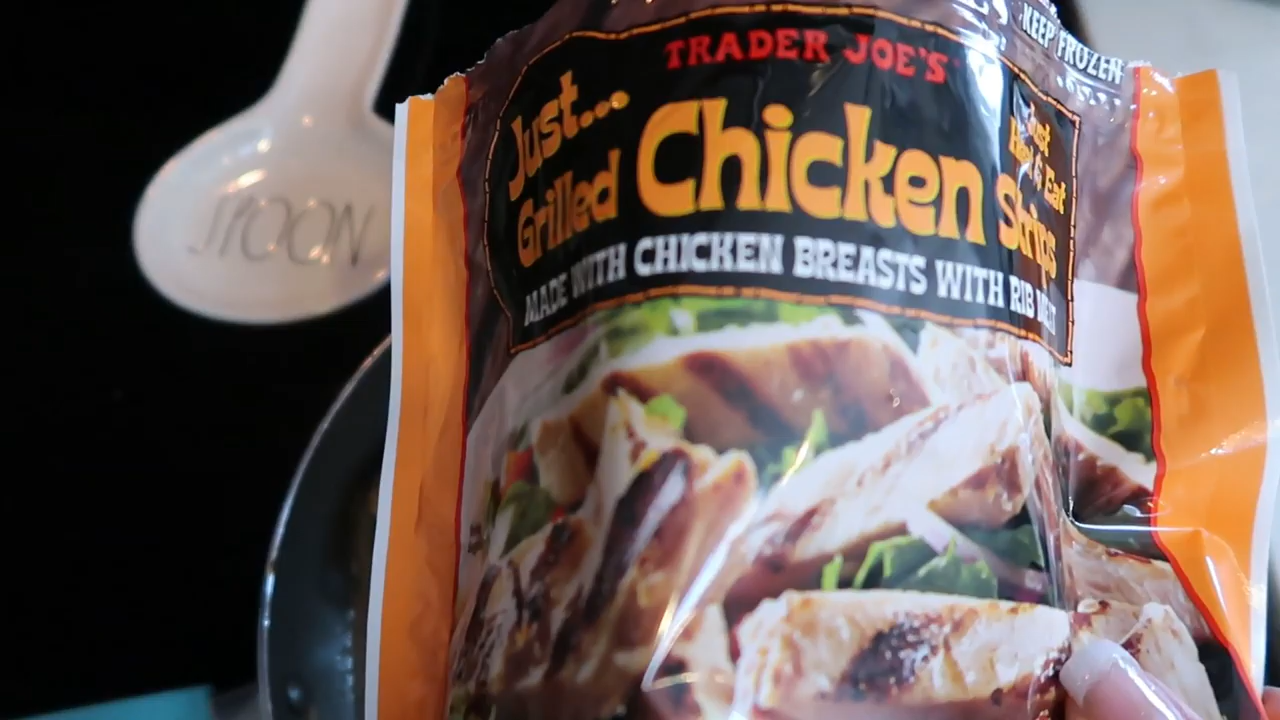 KEEP FROZEN
TRADER JOE'S
Just...
Grilled Chicken Strips
Just
Heat & Eat
MADE WITH CHICKEN BREASTS WITH RIB MEAT
SPOON